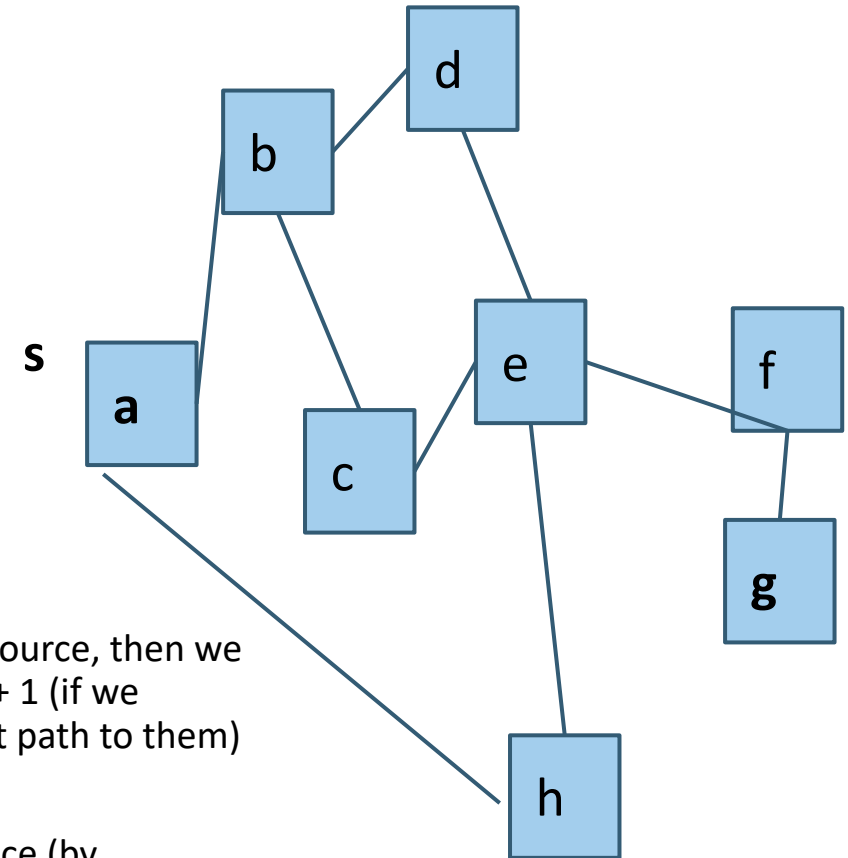 d
b
s
a
e
f
c
g
ource, then we
+ 1 (if we
t path to them)
h
ce (by